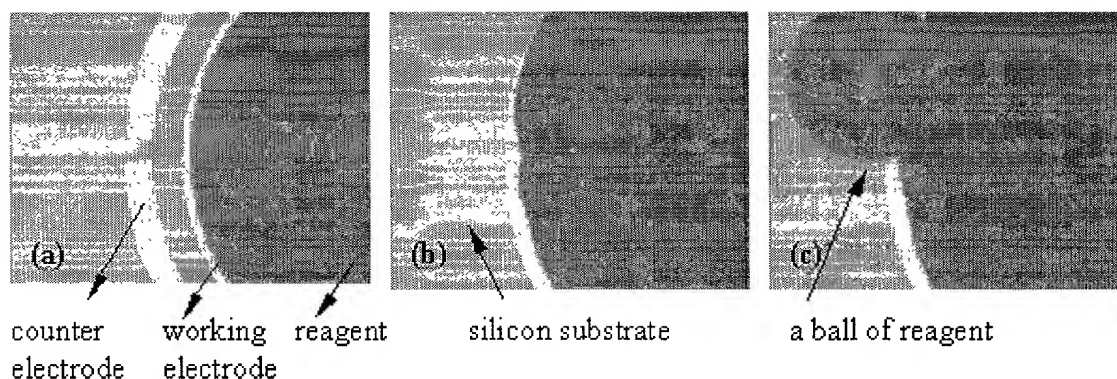 (a)
(b)
(c)
counter
electrode
working
electrode
reagent
silicon substrate
a ball of reagent